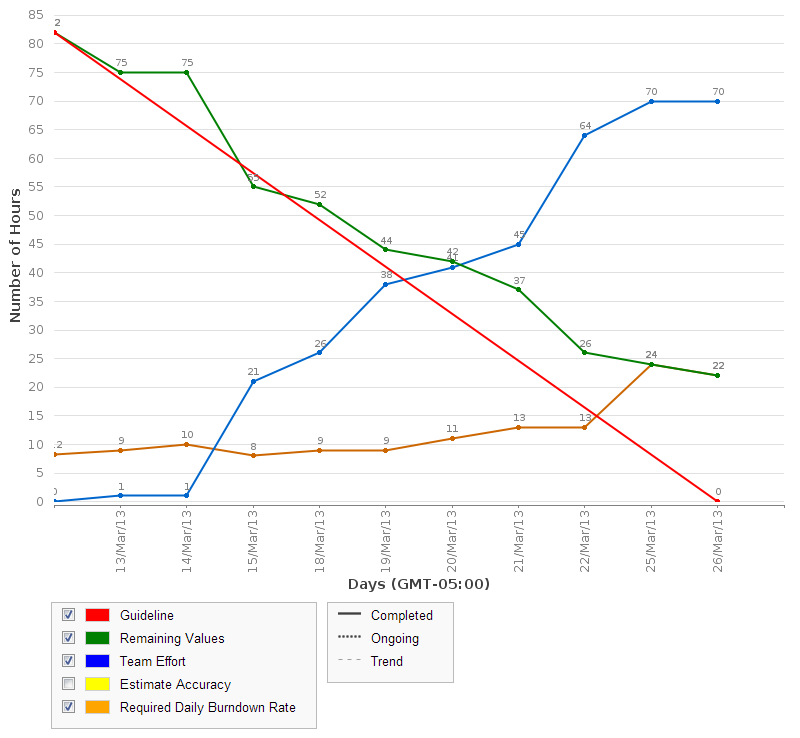 85
80
75
70
65
60
55
50
45
40
35
30
25
20
15
10
5
0
Number of Hours
2
75
75
55
52
44
42
37
26
24
22
0
1
1
21
26
38
41
45
64
70
70
.2
9
10
8
9
9
11
13
13
0
13/Mar/13
14/Mar/13
15/Mar/13
18/Mar/13
19/Mar/13
20/Mar/13
21/Mar/13
22/Mar/13
25/Mar/13
26/Mar/13
Days (GMT-05:00)
Guideline
Remaining Values
Team Effort
Estimate Accuracy
Required Daily Burndown Rate
Completed
Ongoing
Trend